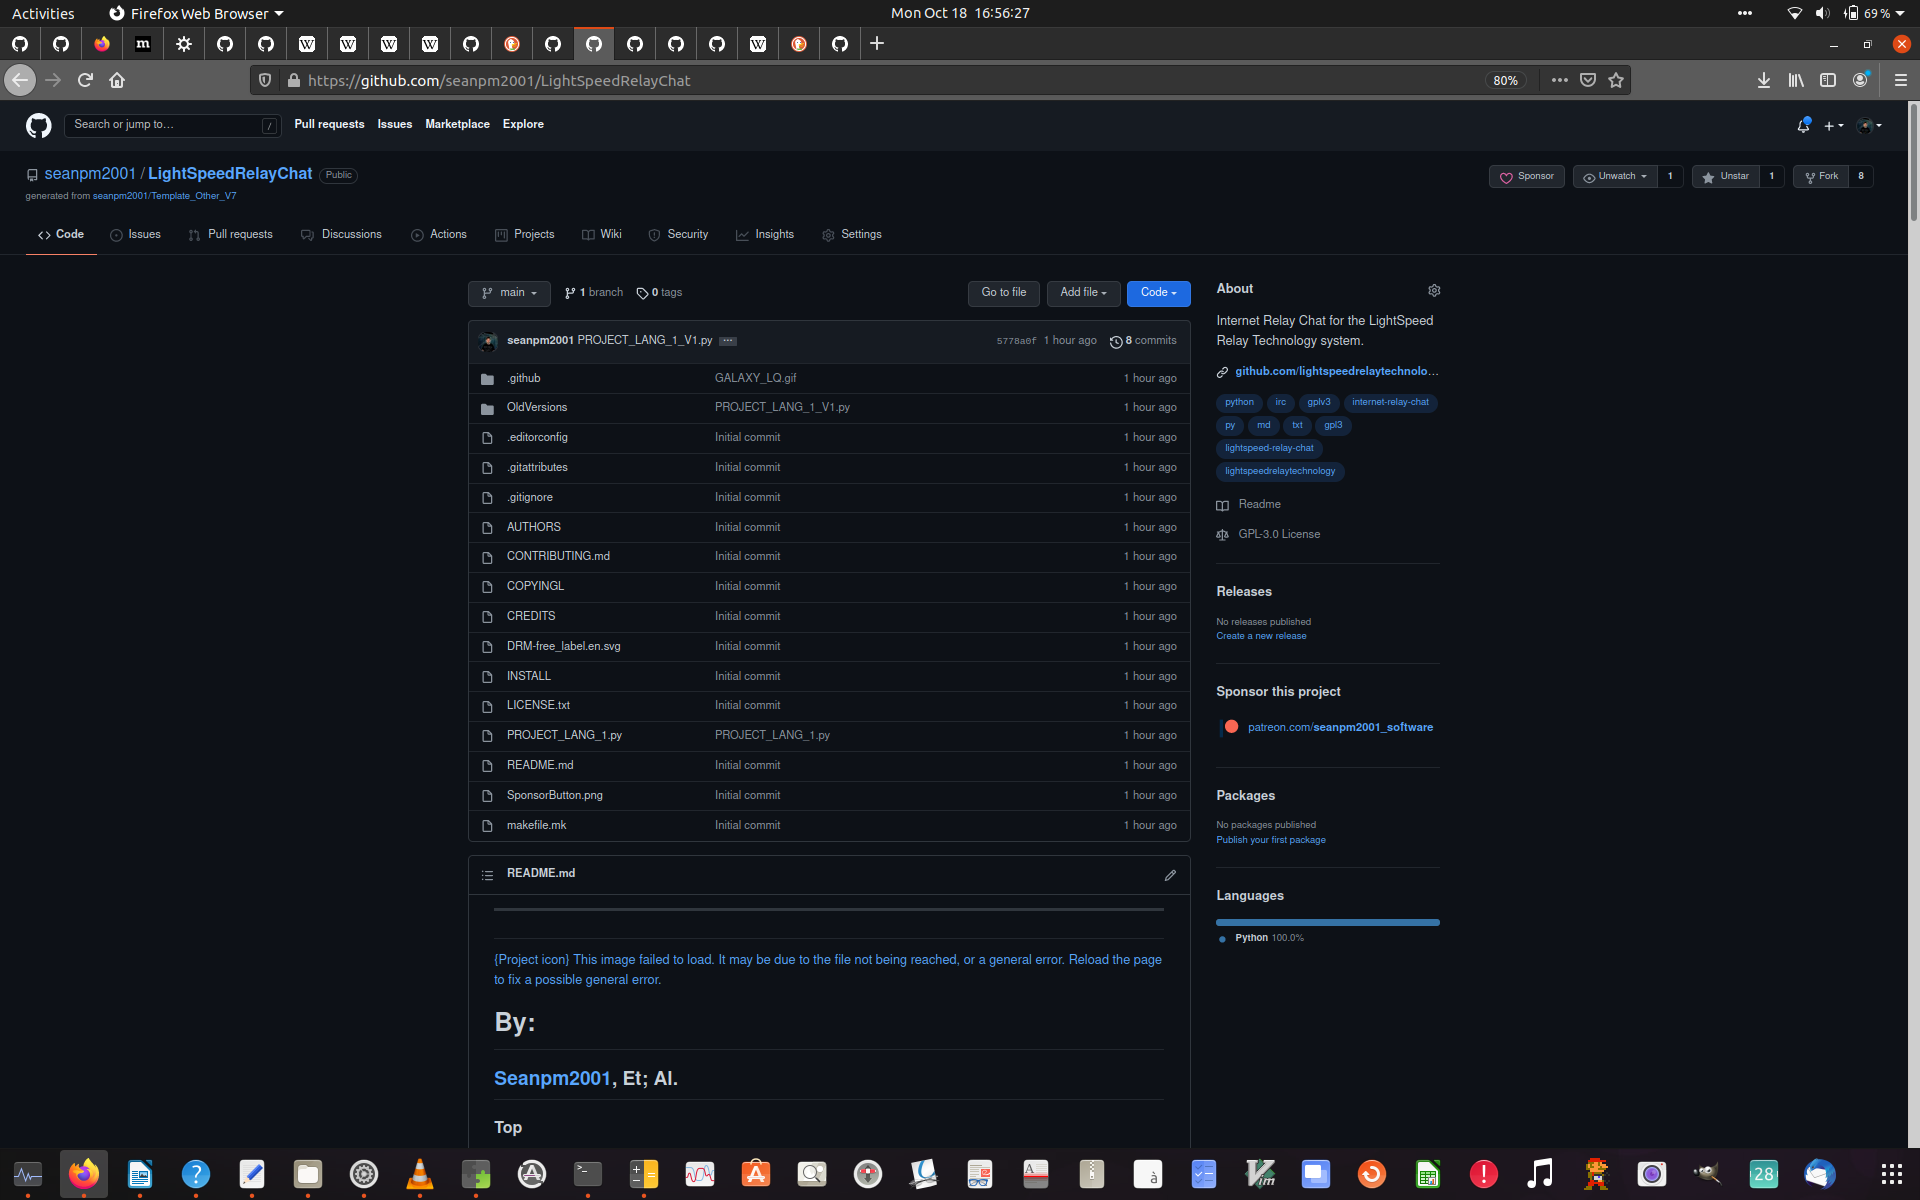 Activities
Firefox Web Browser
Mon Oct 18 16:56:27
69 %
https://github.com/seanpm2001/LightSpeedRelayChat
80%
Search or jump to…
/
Pull requests
Issues
Marketplace
Explore
seanpm2001 / LightSpeedRelayChat
Public
generated from seanpm2001/Template_Other_V7
Sponsor
Unwatch
1
Unstar
1
Fork
8
Code
Issues
Pull requests
Discussions
Actions
Projects
Wiki
Security
Insights
Settings
main
1 branch
0 tags
Go to file
Add file
Code
seanpm2001 PROJECT_LANG_1_V1.py
5778a0f
1 hour ago
8 commits
.github GALAXY_LQ.gif 1 hour ago
OldVersions PROJECT_LANG_1_V1.py 1 hour ago
.editorconfig Initial commit 1 hour ago
.gitattributes Initial commit 1 hour ago
.gitignore Initial commit 1 hour ago
AUTHORS Initial commit 1 hour ago
CONTRIBUTING.md Initial commit 1 hour ago
COPYINGL Initial commit 1 hour ago
CREDITS Initial commit 1 hour ago
DRM-free_label.en.svg Initial commit 1 hour ago
INSTALL Initial commit 1 hour ago
LICENSE.txt Initial commit 1 hour ago
PROJECT_LANG_1.py PROJECT_LANG_1.py 1 hour ago
README.md Initial commit 1 hour ago
SponsorButton.png Initial commit 1 hour ago
makefile.mk Initial commit 1 hour ago
README.md
{Project icon} This image failed to load. It may be due to the file not being reached, or a general error. Reload the page
to fix a possible general error.
By:
Seanpm2001, Et; Al.
Top
About
Internet Relay Chat for the LightSpeed
Relay Technology system.
github.com/lightspeedrelaytechnolo…
python irc gplv3 internet-relay-chat
py md txt gpl3
lightspeed-relay-chat
lightspeedrelaytechnology
Readme
GPL-3.0 License
Releases
No releases published
Create a new release
Sponsor this project
patreon.com/seanpm2001_software
Packages
No packages published
Publish your first package
Languages
Python 100.0%
28